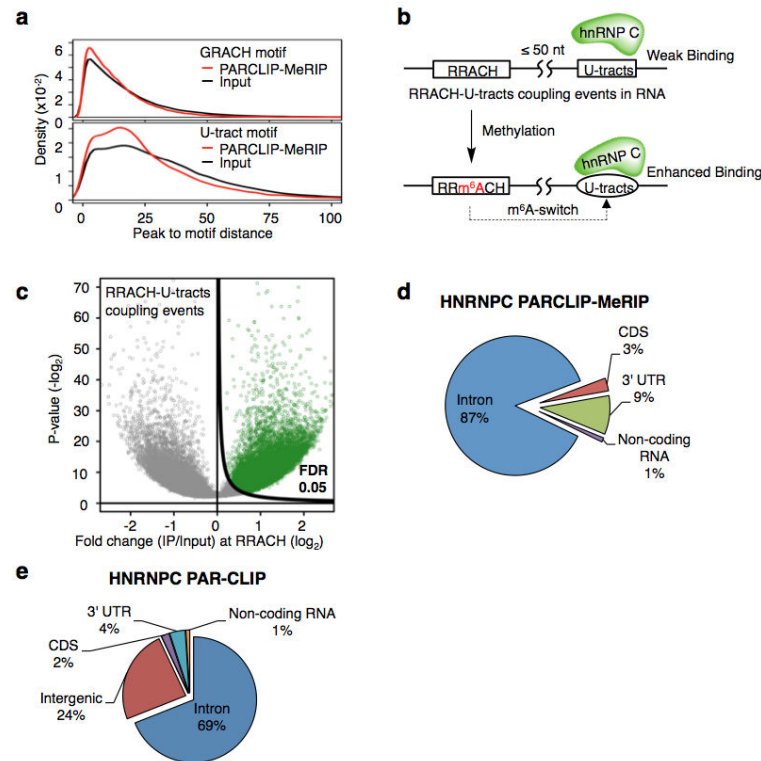 a
Density (x10-2)
6
4
2
0
GRACH motif
PARCLIP-MeRIP
Input
2
1
0
U-tract motif
PARCLIP-MeRIP
Input
0 25 50 75 100
Peak to motif distance
b
hnRNP C
≤ 50 nt
Weak Binding
RRACH
U-tracts
RRACH-U-tracts coupling events in RNA
Methylation
hnRNP C
Enhanced Binding
RRm⁶ACH
U-tracts
m⁶A-switch
c
RRACH-U-tracts
coupling events
P-value (-log₂)
70
60
50
40
30
20
10
0
FDR
0.05
-2 -1 0 1 2
Fold change (IP/Input) at RRACH (log₂)
d
HNRNPC PARCLIP-MeRIP
CDS
3%
3' UTR
9%
Intron
87%
Non-coding
RNA
1%
e
HNRNPC PAR-CLIP
3' UTR
4%
Non-coding RNA
1%
CDS
2%
Intergenic
24%
Intron
69%